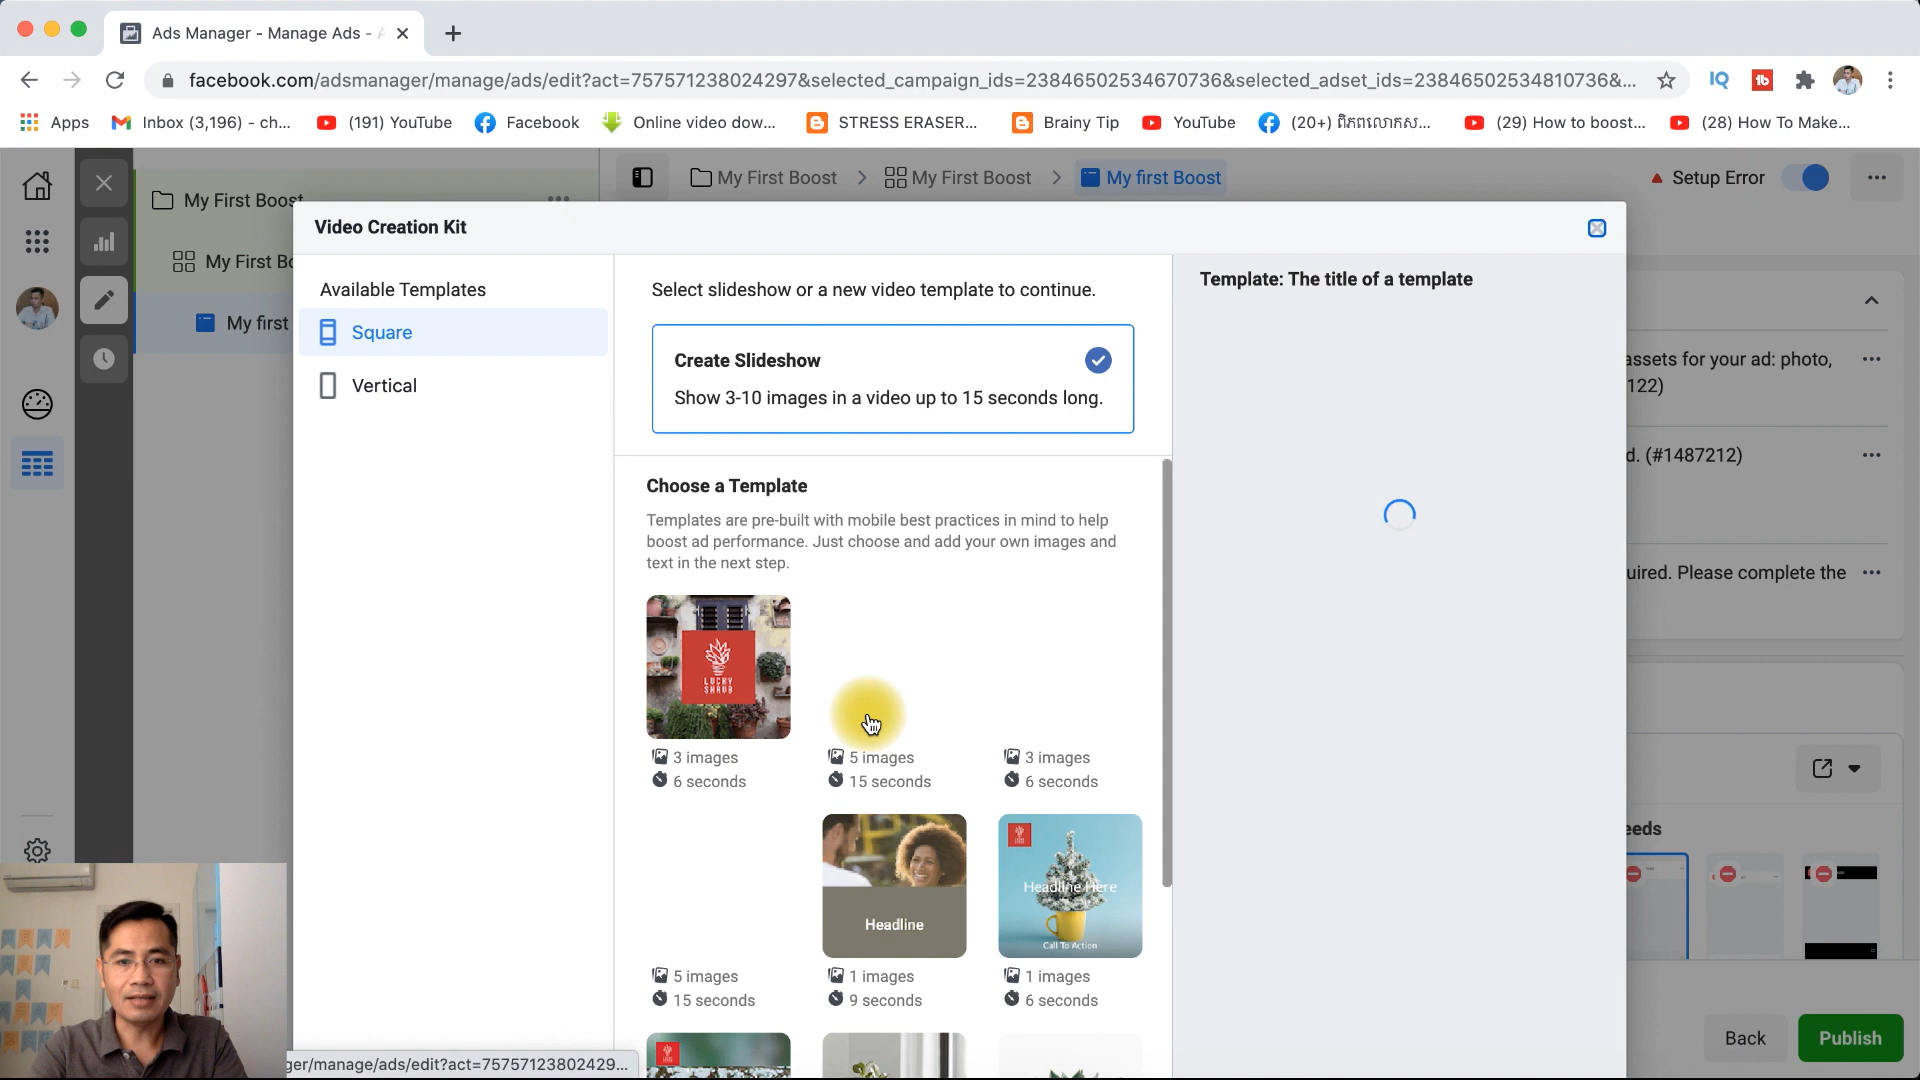 Ads Manager - Manage Ads - A
facebook.com/adsmanager/manage/ads/edit?act=757571238024297&selected_campaign_ids=23846502534670736&selected_adset_ids=23846502534810736&...
Apps
Inbox (3,196) - ch...
(191) YouTube
Facebook
Online video dow...
STRESS ERASER...
Brainy Tip
YouTube
(20+) ពិភពលោកស...
(29) How to boost...
(28) How To Make...
My First Boost
My First Boost
My First Boost
My first Boost
Setup Error
My First Bo
My first
Video Creation Kit
Available Templates
Square
Vertical
Select slideshow or a new video template to continue.
Create Slideshow
Show 3-10 images in a video up to 15 seconds long.
Choose a Template
Templates are pre-built with mobile best practices in mind to help
boost ad performance. Just choose and add your own images and
text in the next step.
LUCKY
SHRUB
3 images
6 seconds
5 images
15 seconds
3 images
6 seconds
Headline
Headline Here
Call To Action
5 images
15 seconds
1 images
9 seconds
1 images
6 seconds
Template: The title of a template
assets for your ad: photo,
122)
d. (#1487212)
uired. Please complete the
eeds
Back
Publish
ger/manage/ads/edit?act=75757123802429...